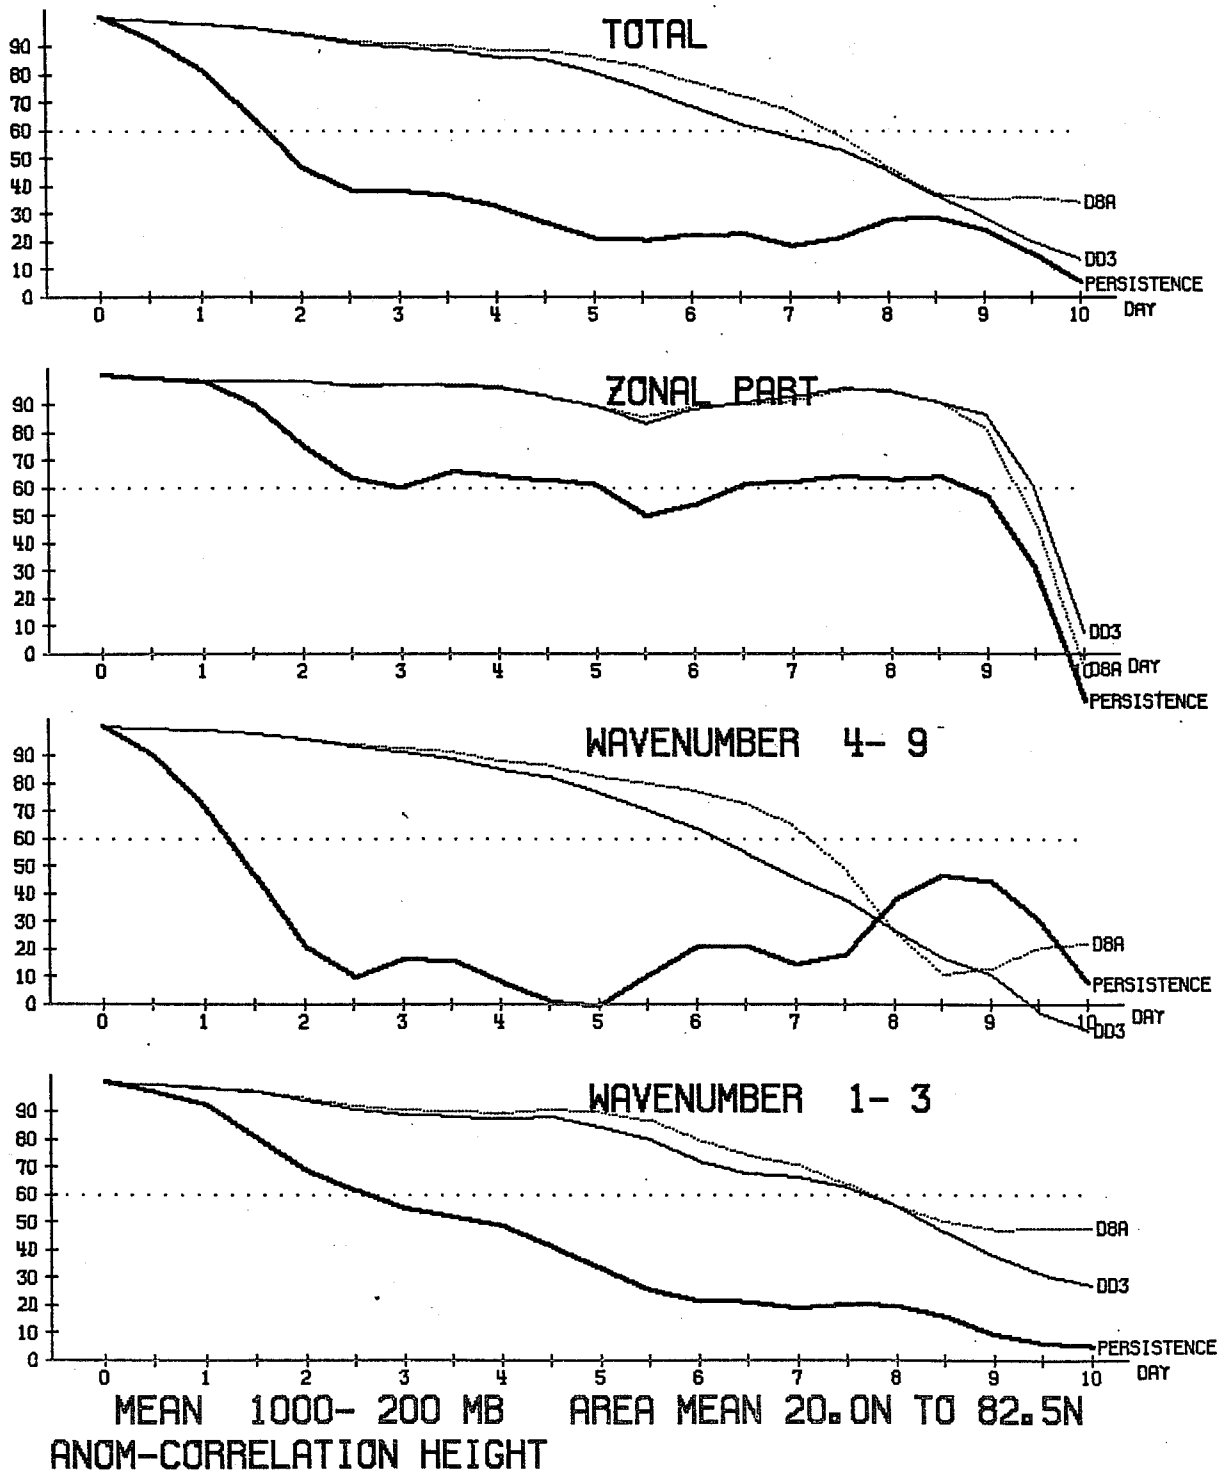 TOTAL
90
80
70
60
50
40
30
20
10
0
D8A
DD3
PERSISTENCE
0 1 2 3 4 5 6 7 8 9 10 DAY
ZONAL PART
90
80
70
60
50
40
30
20
10
0
DD3
0 1 2 3 4 5 6 7 8 9 10 DAY
D8A
PERSISTENCE
WAVENUMBER 4- 9
90
80
70
60
50
40
30
20
10
0
D8A
PERSISTENCE
0 1 2 3 4 5 6 7 8 9 10 DAY
DD3
WAVENUMBER 1- 3
90
80
70
60
50
40
30
20
10
0
D8A
DD3
PERSISTENCE
0 1 2 3 4 5 6 7 8 9 10 DAY
MEAN 1000- 200 MB AREA MEAN 20.0N TO 82.5N
ANOM-CORRELATION HEIGHT